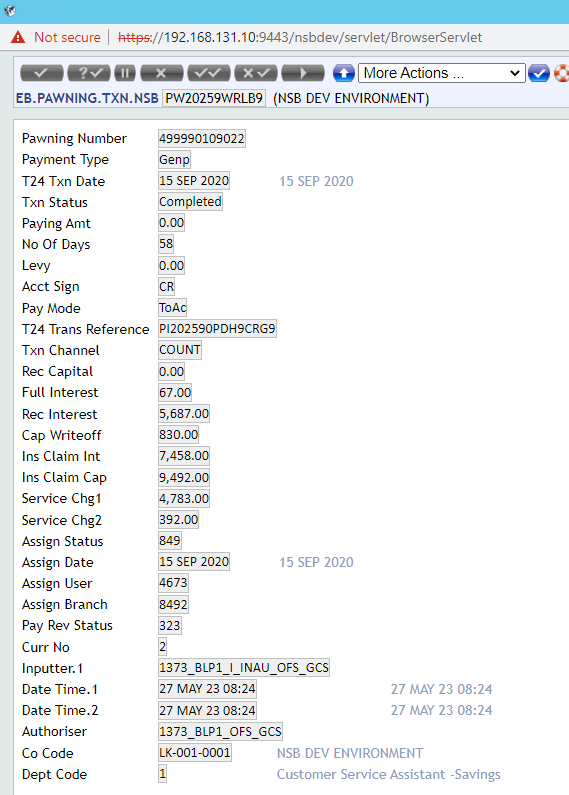 Not secure | https://192.168.131.10:9443/nsbdev/servlet/BrowserServlet
More Actions ...
EB.PAWNING.TXN.NSB PW20259WRLB9 (NSB DEV ENVIRONMENT)
Pawning Number 499990109022
Payment Type Genp
T24 Txn Date 15 SEP 2020 15 SEP 2020
Txn Status Completed
Paying Amt 0.00
No Of Days 58
Levy 0.00
Acct Sign CR
Pay Mode ToAc
T24 Trans Reference PI202590PDH9CRG9
Txn Channel COUNT
Rec Capital 0.00
Full Interest 67.00
Rec Interest 5,687.00
Cap Writeoff 830.00
Ins Claim Int 7,458.00
Ins Claim Cap 9,492.00
Service Chg1 4,783.00
Service Chg2 392.00
Assign Status 849
Assign Date 15 SEP 2020 15 SEP 2020
Assign User 4673
Assign Branch 8492
Pay Rev Status 323
Curr No 2
Inputter.1 1373_BLP1_I_INAU_OFS_GCS
Date Time.1 27 MAY 23 08:24 27 MAY 23 08:24
Date Time.2 27 MAY 23 08:24 27 MAY 23 08:24
Authoriser 1373_BLP1_OFS_GCS
Co Code LK-001-0001 NSB DEV ENVIRONMENT
Dept Code 1 Customer Service Assistant -Savings